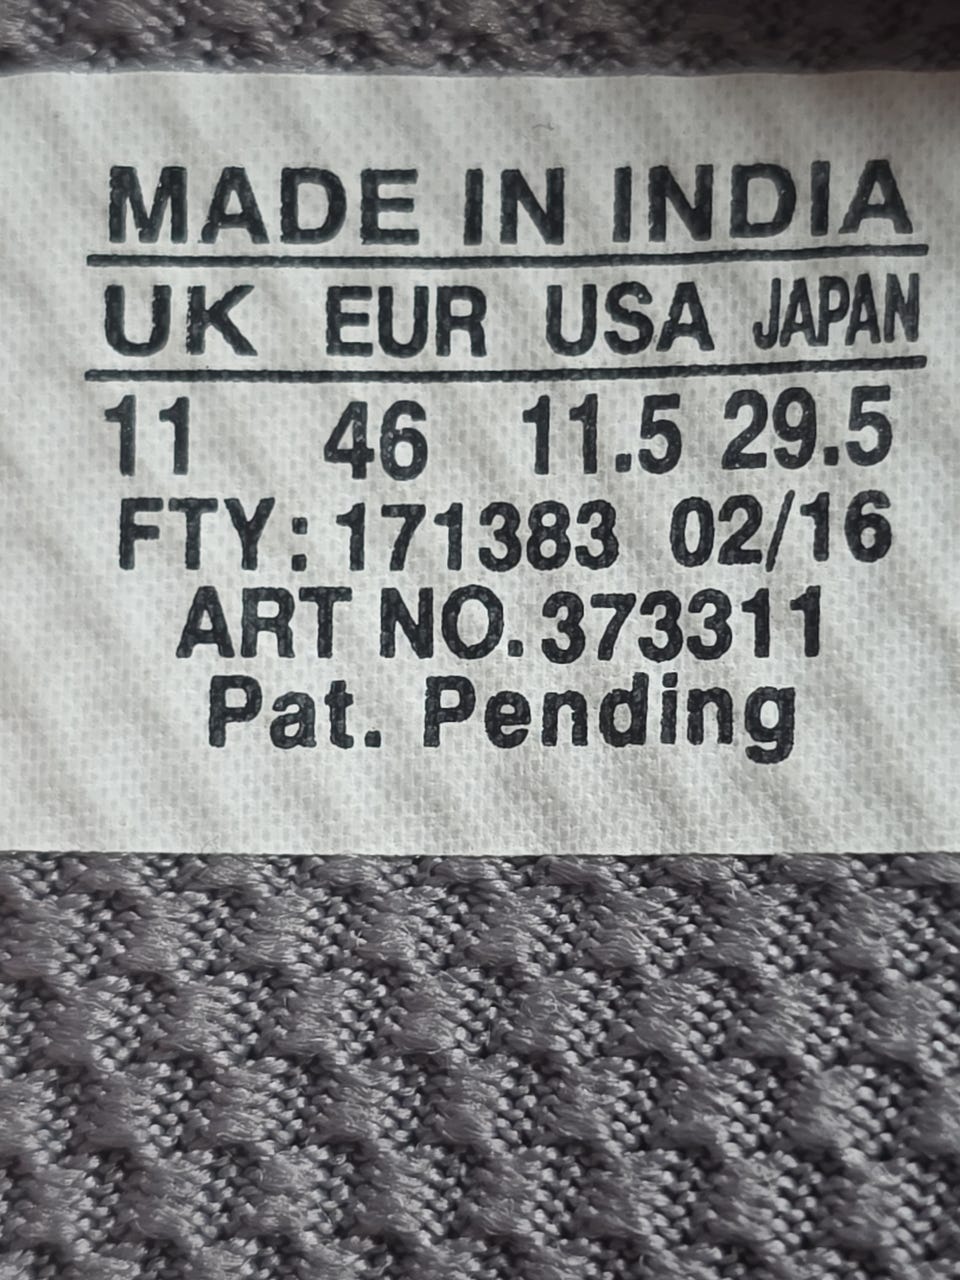 MADE IN INDIA
UK EUR USA JAPAN
11 46 11.5 29.5
FTY: 171383 02/16
ART NO. 373311
Pat. Pending